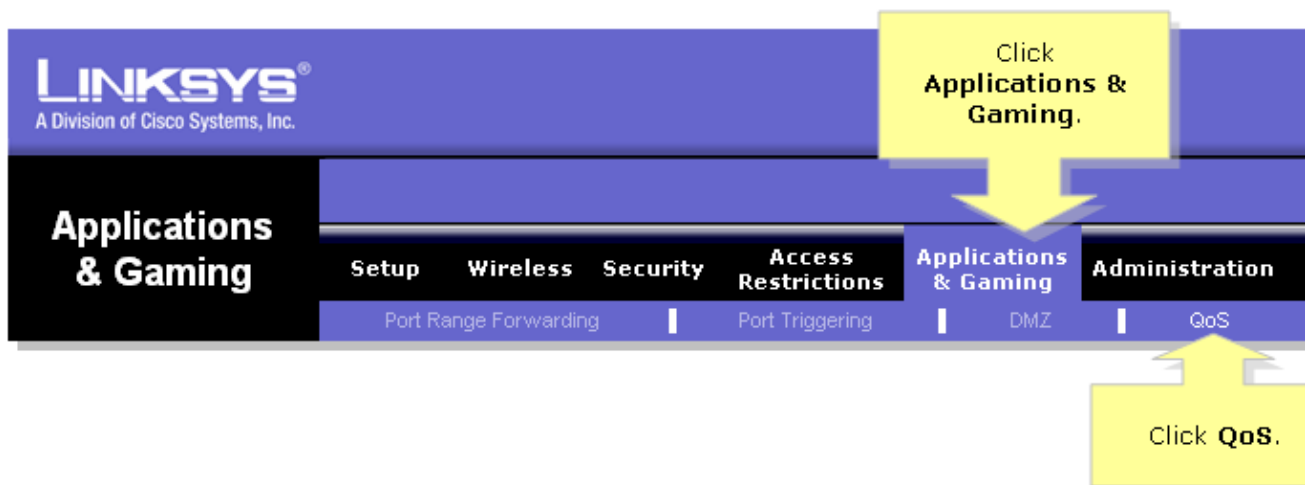 LINKSYS®
A Division of Cisco Systems, Inc.
Click
Applications &
Gaming.
Applications
& Gaming
Setup Wireless Security Access
Restrictions Applications
& Gaming Administration
Port Range Forwarding Port Triggering DMZ QoS
Click QoS.